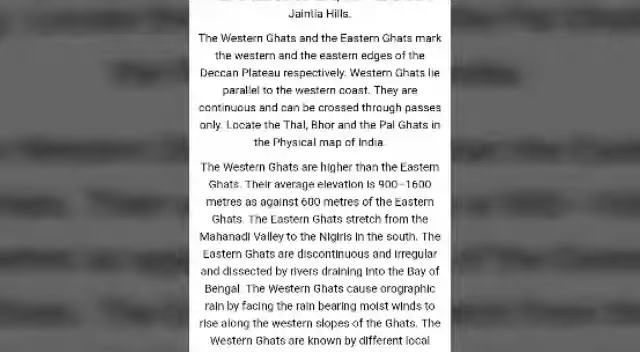 Jaintia Hills.
The Western Ghats and the Eastern Ghats mark
the western and the eastern edges of the
Deccan Plateau respectively. Western Ghats lie
parallel to the western coast. They are
continuous and can be crossed through passes
only. Locate the Thal, Bhor and the Pal Ghats in
the Physical map of India.
The Western Ghats are higher than the Eastern
Ghats. Their average elevation is 900–1600
metres as against 600 metres of the Eastern
Ghats. The Eastern Ghats stretch from the
Mahanadi Valley to the Nigiris in the south. The
Eastern Ghats are discontinuous and irregular
and dissected by rivers draining into the Bay of
Bengal. The Western Ghats cause orographic
rain by facing the rain bearing moist winds to
rise along the western slopes of the Ghats. The
Western Ghats are known by different local